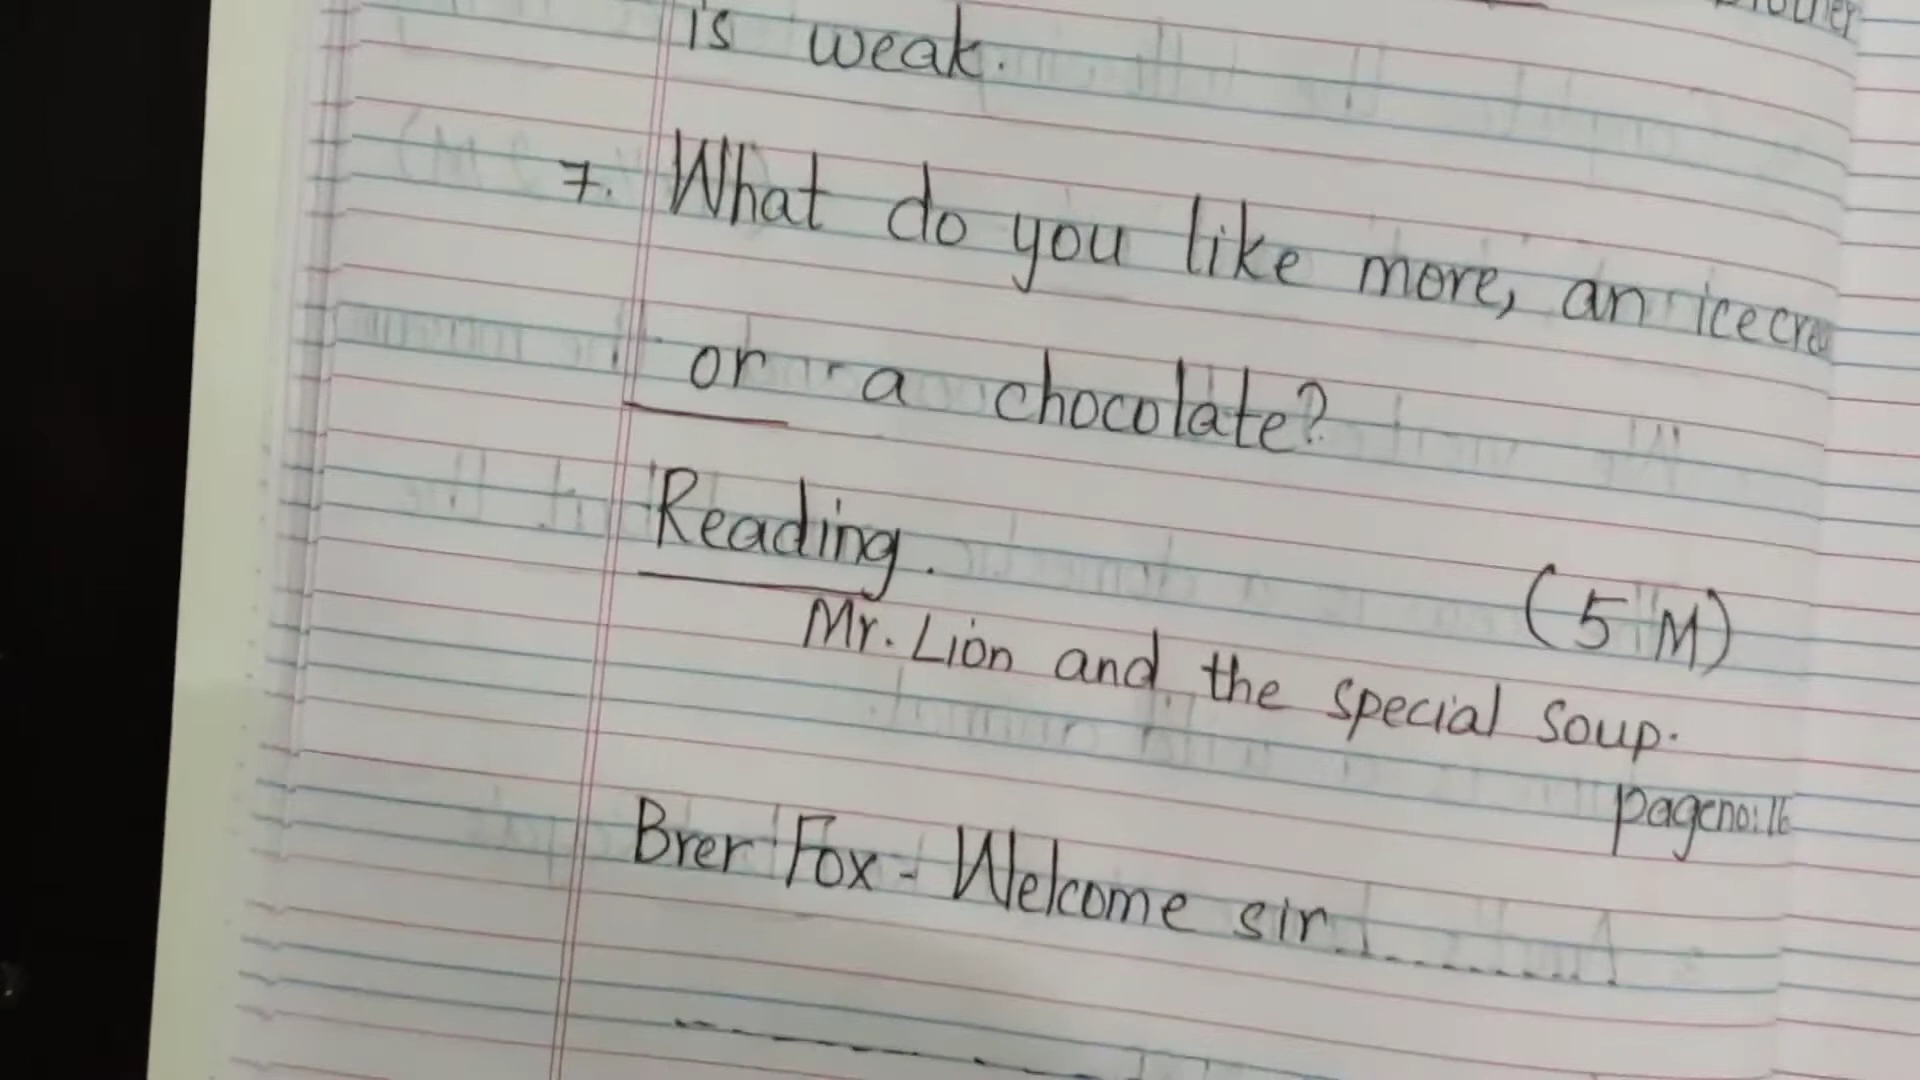 is weak.
7. What do you like more, an icecrea
or a chocolate?
Reading.
(5 M)
Mr. Lion and the special soup.
pageno:16
Brer Fox - Welcome sir.